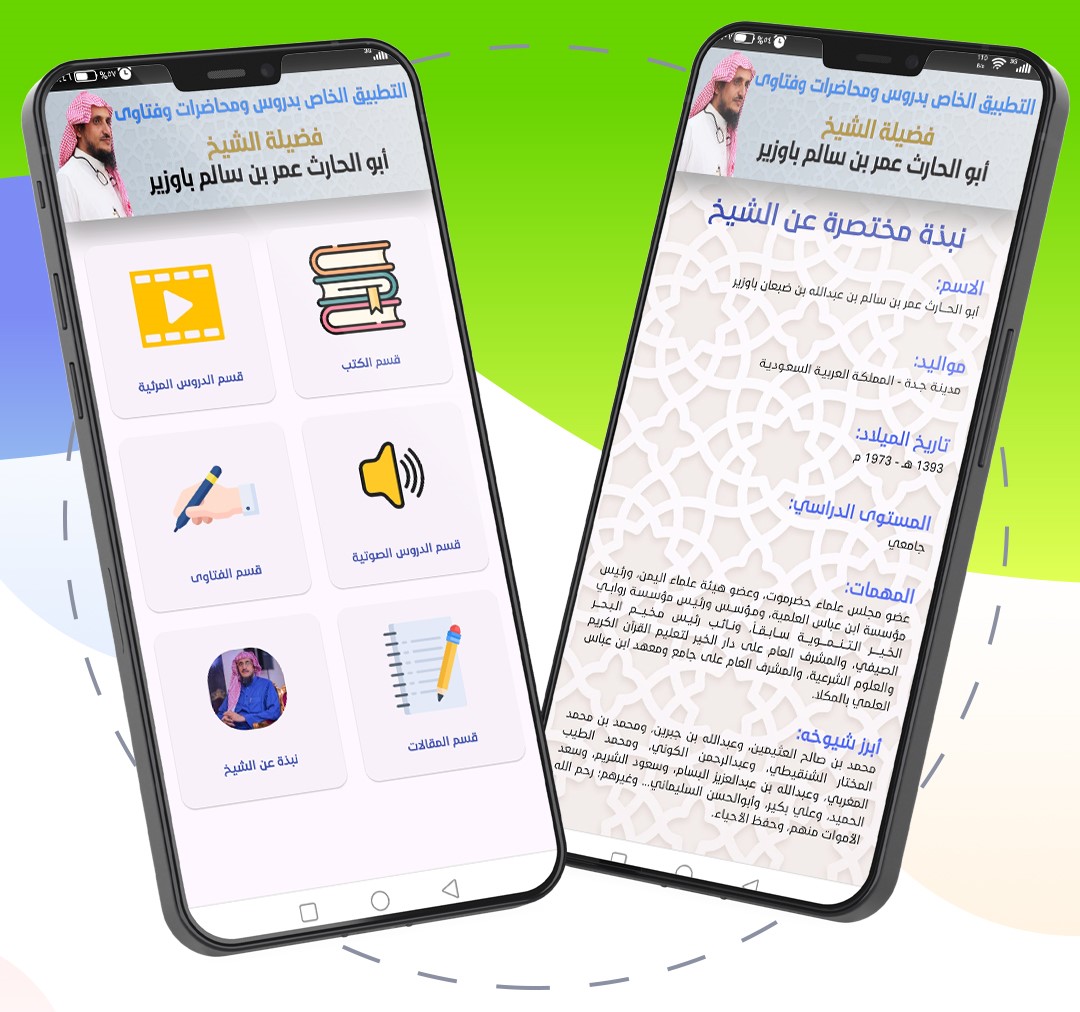 التطبيق الخاص بدروس ومحاضرات وفتاوى
فضيلة الشيخ
أبو الحارث عمر بن سالم باوزير
قسم الكتب
قسم الدروس المرئية
قسم الدروس الصوتية
قسم الفتاوى
قسم المقالات
نبذة عن الشيخ
التطبيق الخاص بدروس ومحاضرات وفتاوى
فضيلة الشيخ
أبو الحارث عمر بن سالم باوزير
نبذة مختصرة عن الشيخ
الاسم:
أبو الحــارث عمر بن سالم بن عبدالله بن ضبعان باوزير
مواليد:
مدينة جدة - المملكة العربية السعودية
تاريخ الميلاد:
1393 هـ - 1973 م
المستوى الدراسي:
جامعي
المهمات:
عضو مجلس علماء حضرموت، وعضو هيئة علماء اليمن، ورئيس
مؤسسة ابن عباس العلمية، ومؤسس ورئيس مؤسسة روابي
الخيـر التـنـمـويـة سـابـقـاً، ونـائب رئيس مخـيـم البحـر
الصيفي، والمشرف العام على دار الخير لتعليم القرآن الكريم
والعلوم الشرعية، والمشرف العام على جامع ومعهد ابن عباس
العلمي بالمكلا.
أبرز شيوخه:
محمد بن صالح العثيمين، وعبدالله بن جبرين، ومحمد بن محمد
المختار الشنقيطي، وعبدالرحمن الكوني، ومحمد الطيب
المغربي، وعبدالله بن عبدالعزيز البسام، وسعود الشريم، وسعد
الحميد، وعلي بكير، وأبوالحسن السليماني... وغيرهم؛ رحم الله
الأموات منهم، وحفظ الأحياء.